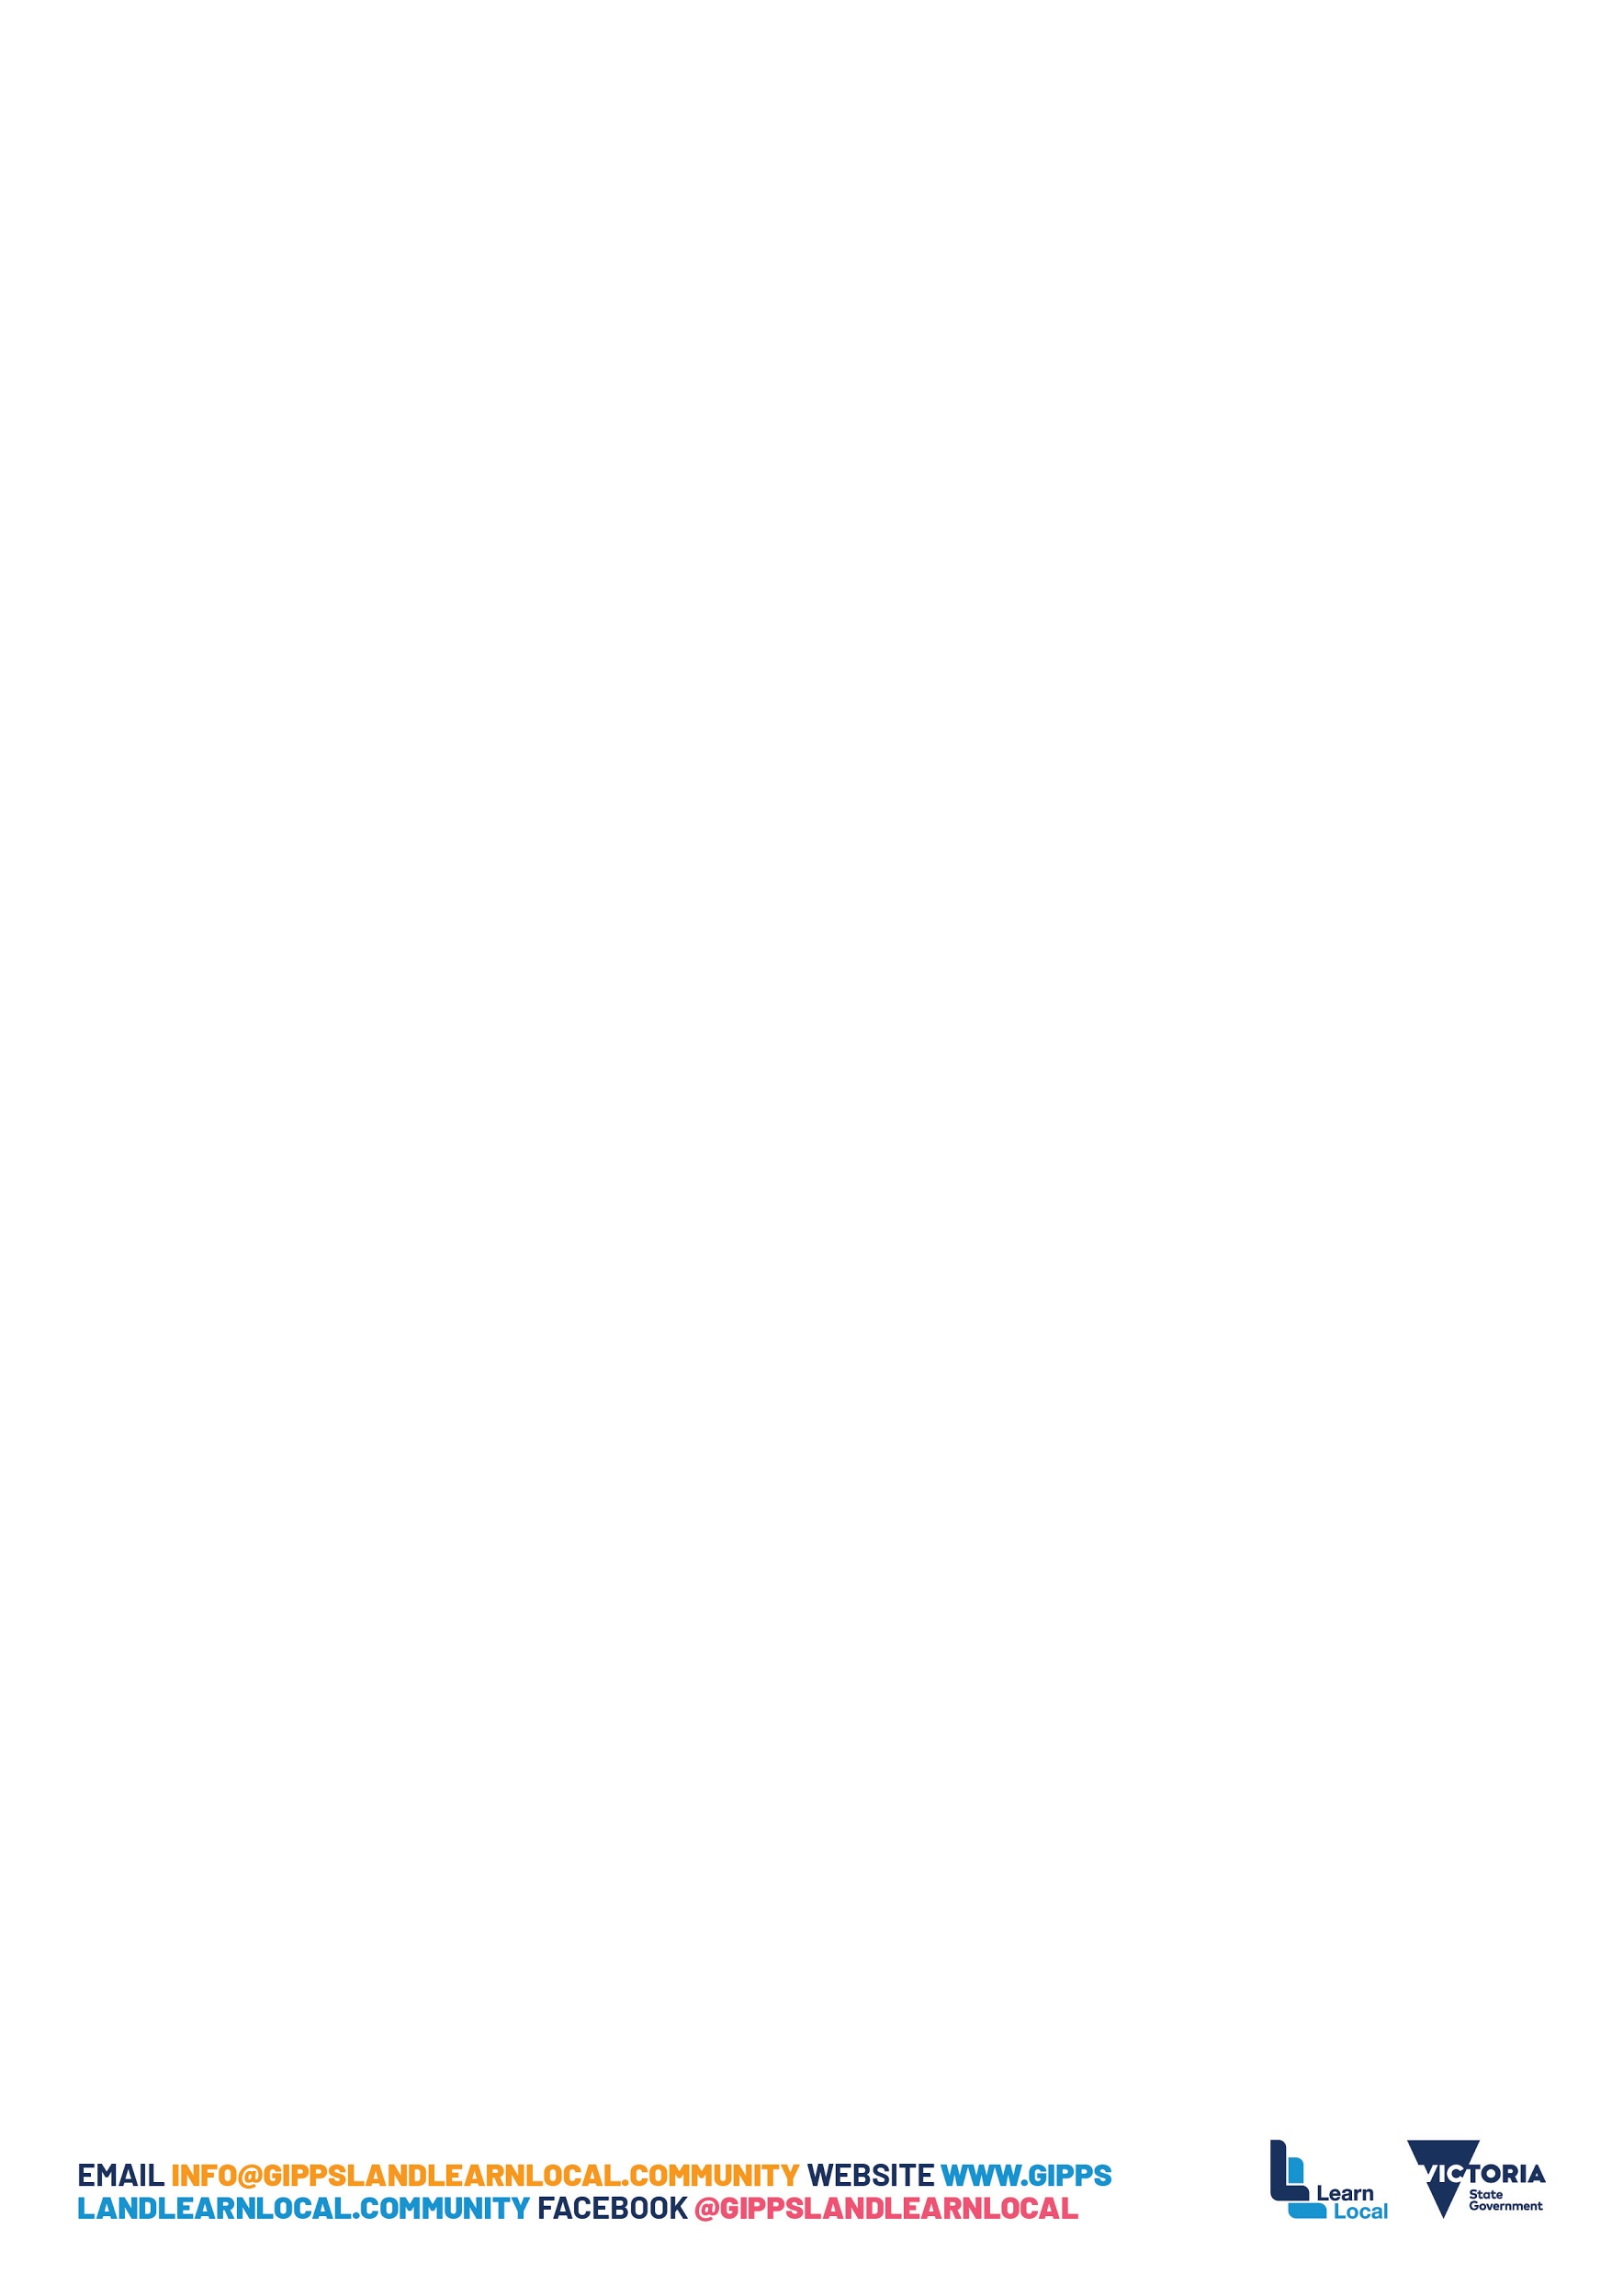 EMAIL INFO@GIPPSLANDLEARNLOCAL.COMMUNITY WEBSITE WWW.GIPPS
LANDLEARNLOCAL.COMMUNITY FACEBOOK @GIPPSLANDLEARNLOCAL
Learn
Local
VICTORIA
State
Government